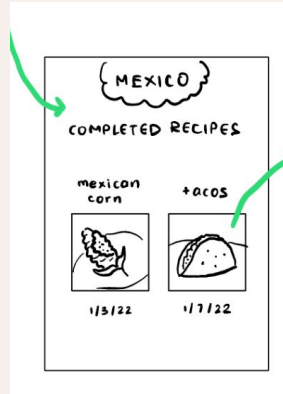 MEXICO
COMPLETED RECIPES
mexican
corn
tacos
1/3/22
1/7/22